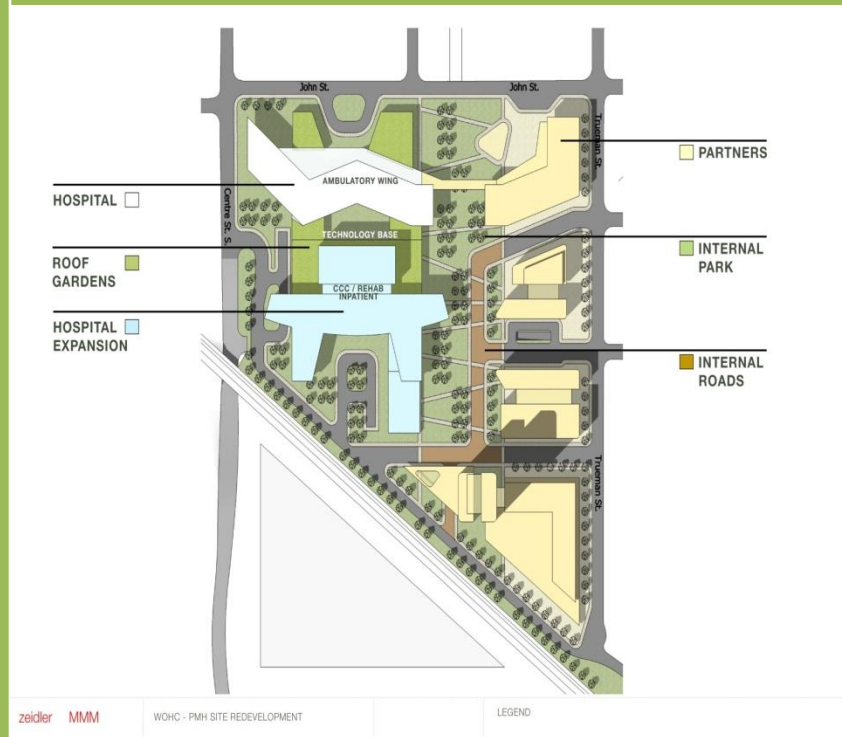 John St.
John St.
Trueman St.
PARTNERS
AMBULATORY WING
HOSPITAL
Centre St. S.
TECHNOLOGY BASE
INTERNAL
PARK
ROOF
GARDENS
CCC / REHAB
INPATIENT
HOSPITAL
EXPANSION
INTERNAL
ROADS
Trueman St.
zeidler MMM
WOHC - PMH SITE REDEVELOPMENT
LEGEND